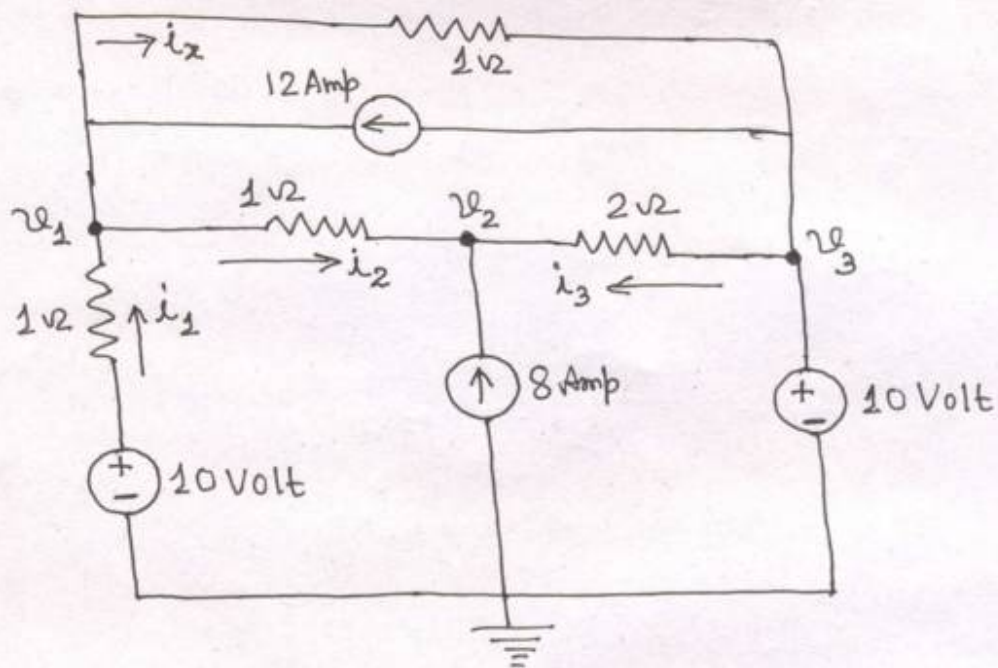 i_x
1Ω
12 Amp
1Ω
v_2
2Ω
v_1
v_3
i_2
i_3
1Ω
i_1
8 Amp
+
-
10 Volt
+
-
10 Volt